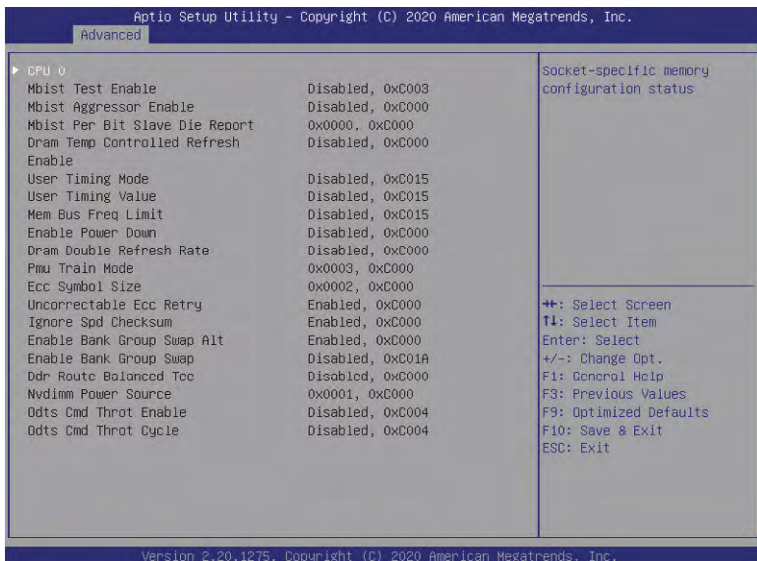 Aptio Setup Utility - Copyright (C) 2020 American Megatrends, Inc.
Advanced
CPU 0
Mbist Test Enable Disabled, 0xC003
Mbist Aggressor Enable Disabled, 0xC000
Mbist Per Bit Slave Die Report 0x0000, 0xC000
Dram Temp Controlled Refresh Disabled, 0xC000
Enable
User Timing Mode Disabled, 0xC015
User Timing Value Disabled, 0xC015
Mem Bus Freq Limit Disabled, 0xC015
Enable Power Down Disabled, 0xC000
Dram Double Refresh Rate Disabled, 0xC000
Pmu Train Mode 0x0003, 0xC000
Ecc Symbol Size 0x0002, 0xC000
Uncorrectable Ecc Retry Enabled, 0xC000
Ignore Spd Checksum Enabled, 0xC000
Enable Bank Group Swap Alt Enabled, 0xC000
Enable Bank Group Swap Disabled, 0xC01A
Ddr Route Balanced Tee Disabled, 0xC000
Nvdimm Power Source 0x0001, 0xC000
Odts Cmd Throt Enable Disabled, 0xC004
Odts Cmd Throt Cycle Disabled, 0xC004
Socket-specific memory
configuration status
→←: Select Screen
↑↓: Select Item
Enter: Select
+/-: Change Opt.
F1: General Help
F3: Previous Values
F9: Optimized Defaults
F10: Save & Exit
ESC: Exit
Version 2.20.1275. Copyright (C) 2020 American Megatrends, Inc.